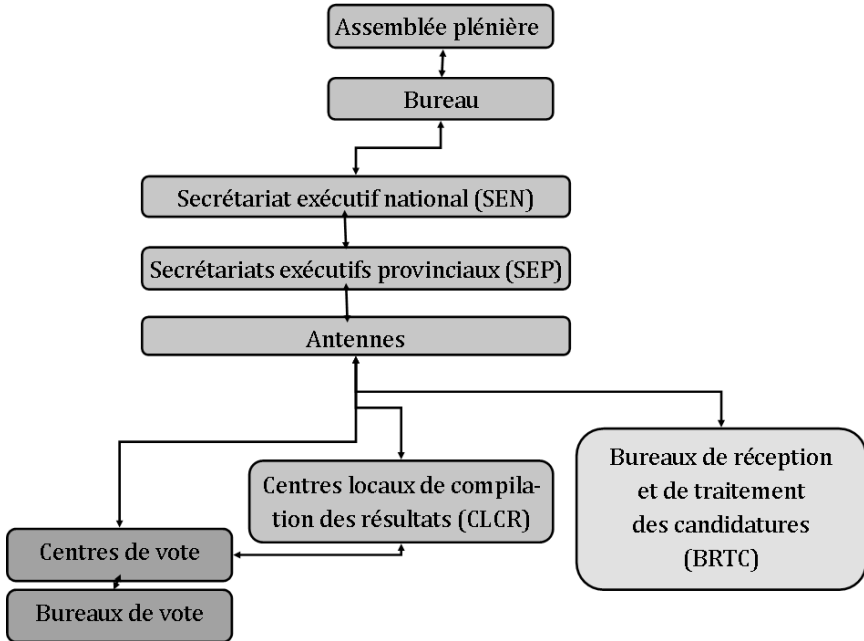 Assemblée plénière
Bureau
Secrétariat exécutif national (SEN)
Secrétariats exécutifs provinciaux (SEP)
Antennes
Centres locaux de compila-
tion des résultats (CLCR)
Bureaux de réception
et de traitement
des candidatures
(BRTC)
Centres de vote
Bureaux de vote